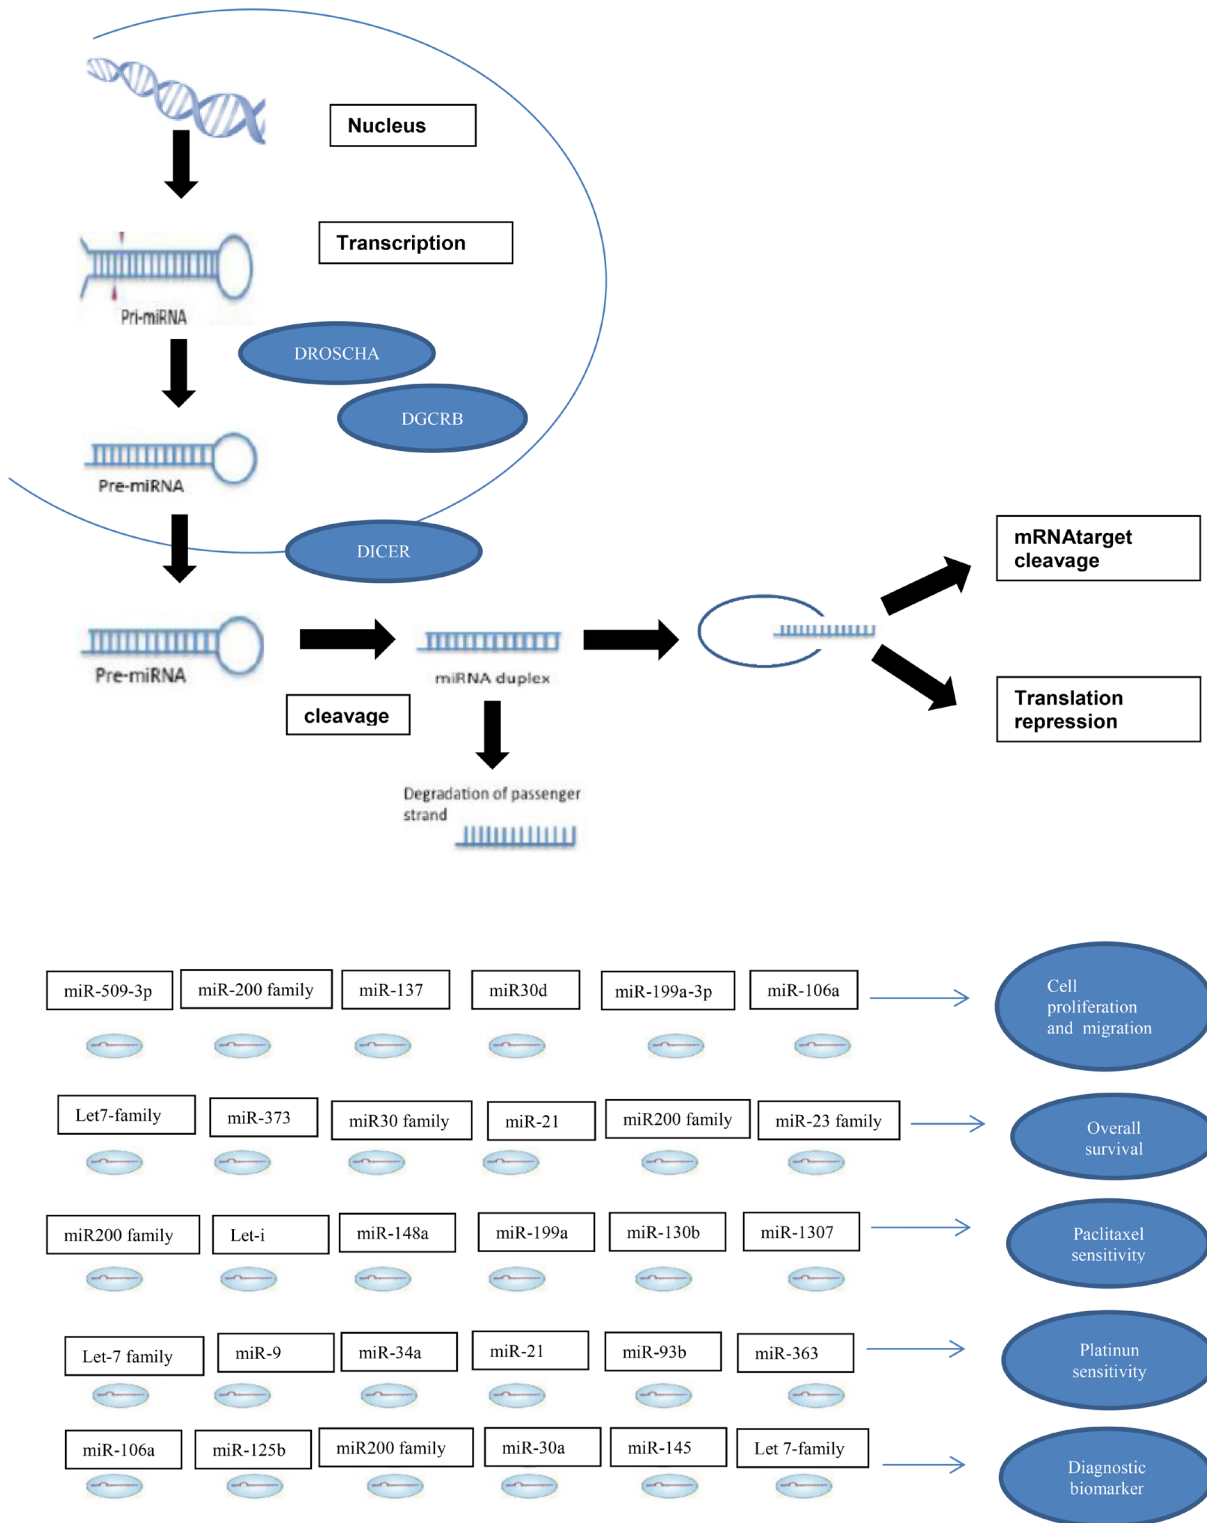 Nucleus
Transcription
Pri-miRNA
DROSCHA
DGCRB
Pre-miRNA
DICER
mRNAtarget
cleavage
Pre-miRNA
miRNA duplex
cleavage
Translation
repression
Degradation of passenger
strand
miR-509-3p
miR-200 family
miR-137
miR30d
miR-199a-3p
miR-106a
Cell
proliferation
and migration
Let7-family
miR-373
miR30 family
miR-21
miR200 family
miR-23 family
Overall
survival
miR200 family
Let-i
miR-148a
miR-199a
miR-130b
miR-1307
Paclitaxel
sensitivity
Let-7 family
miR-9
miR-34a
miR-21
miR-93b
miR-363
Platinun
sensitivity
miR-106a
miR-125b
miR200 family
miR-30a
miR-145
Let 7-family
Diagnostic
biomarker